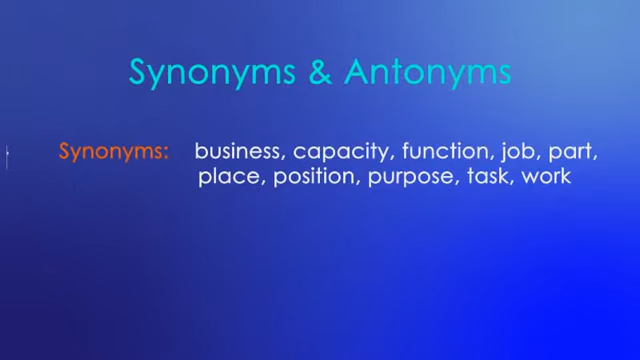 Synonyms & Antonyms
Synonyms: business, capacity, function, job, part,
place, position, purpose, task, work